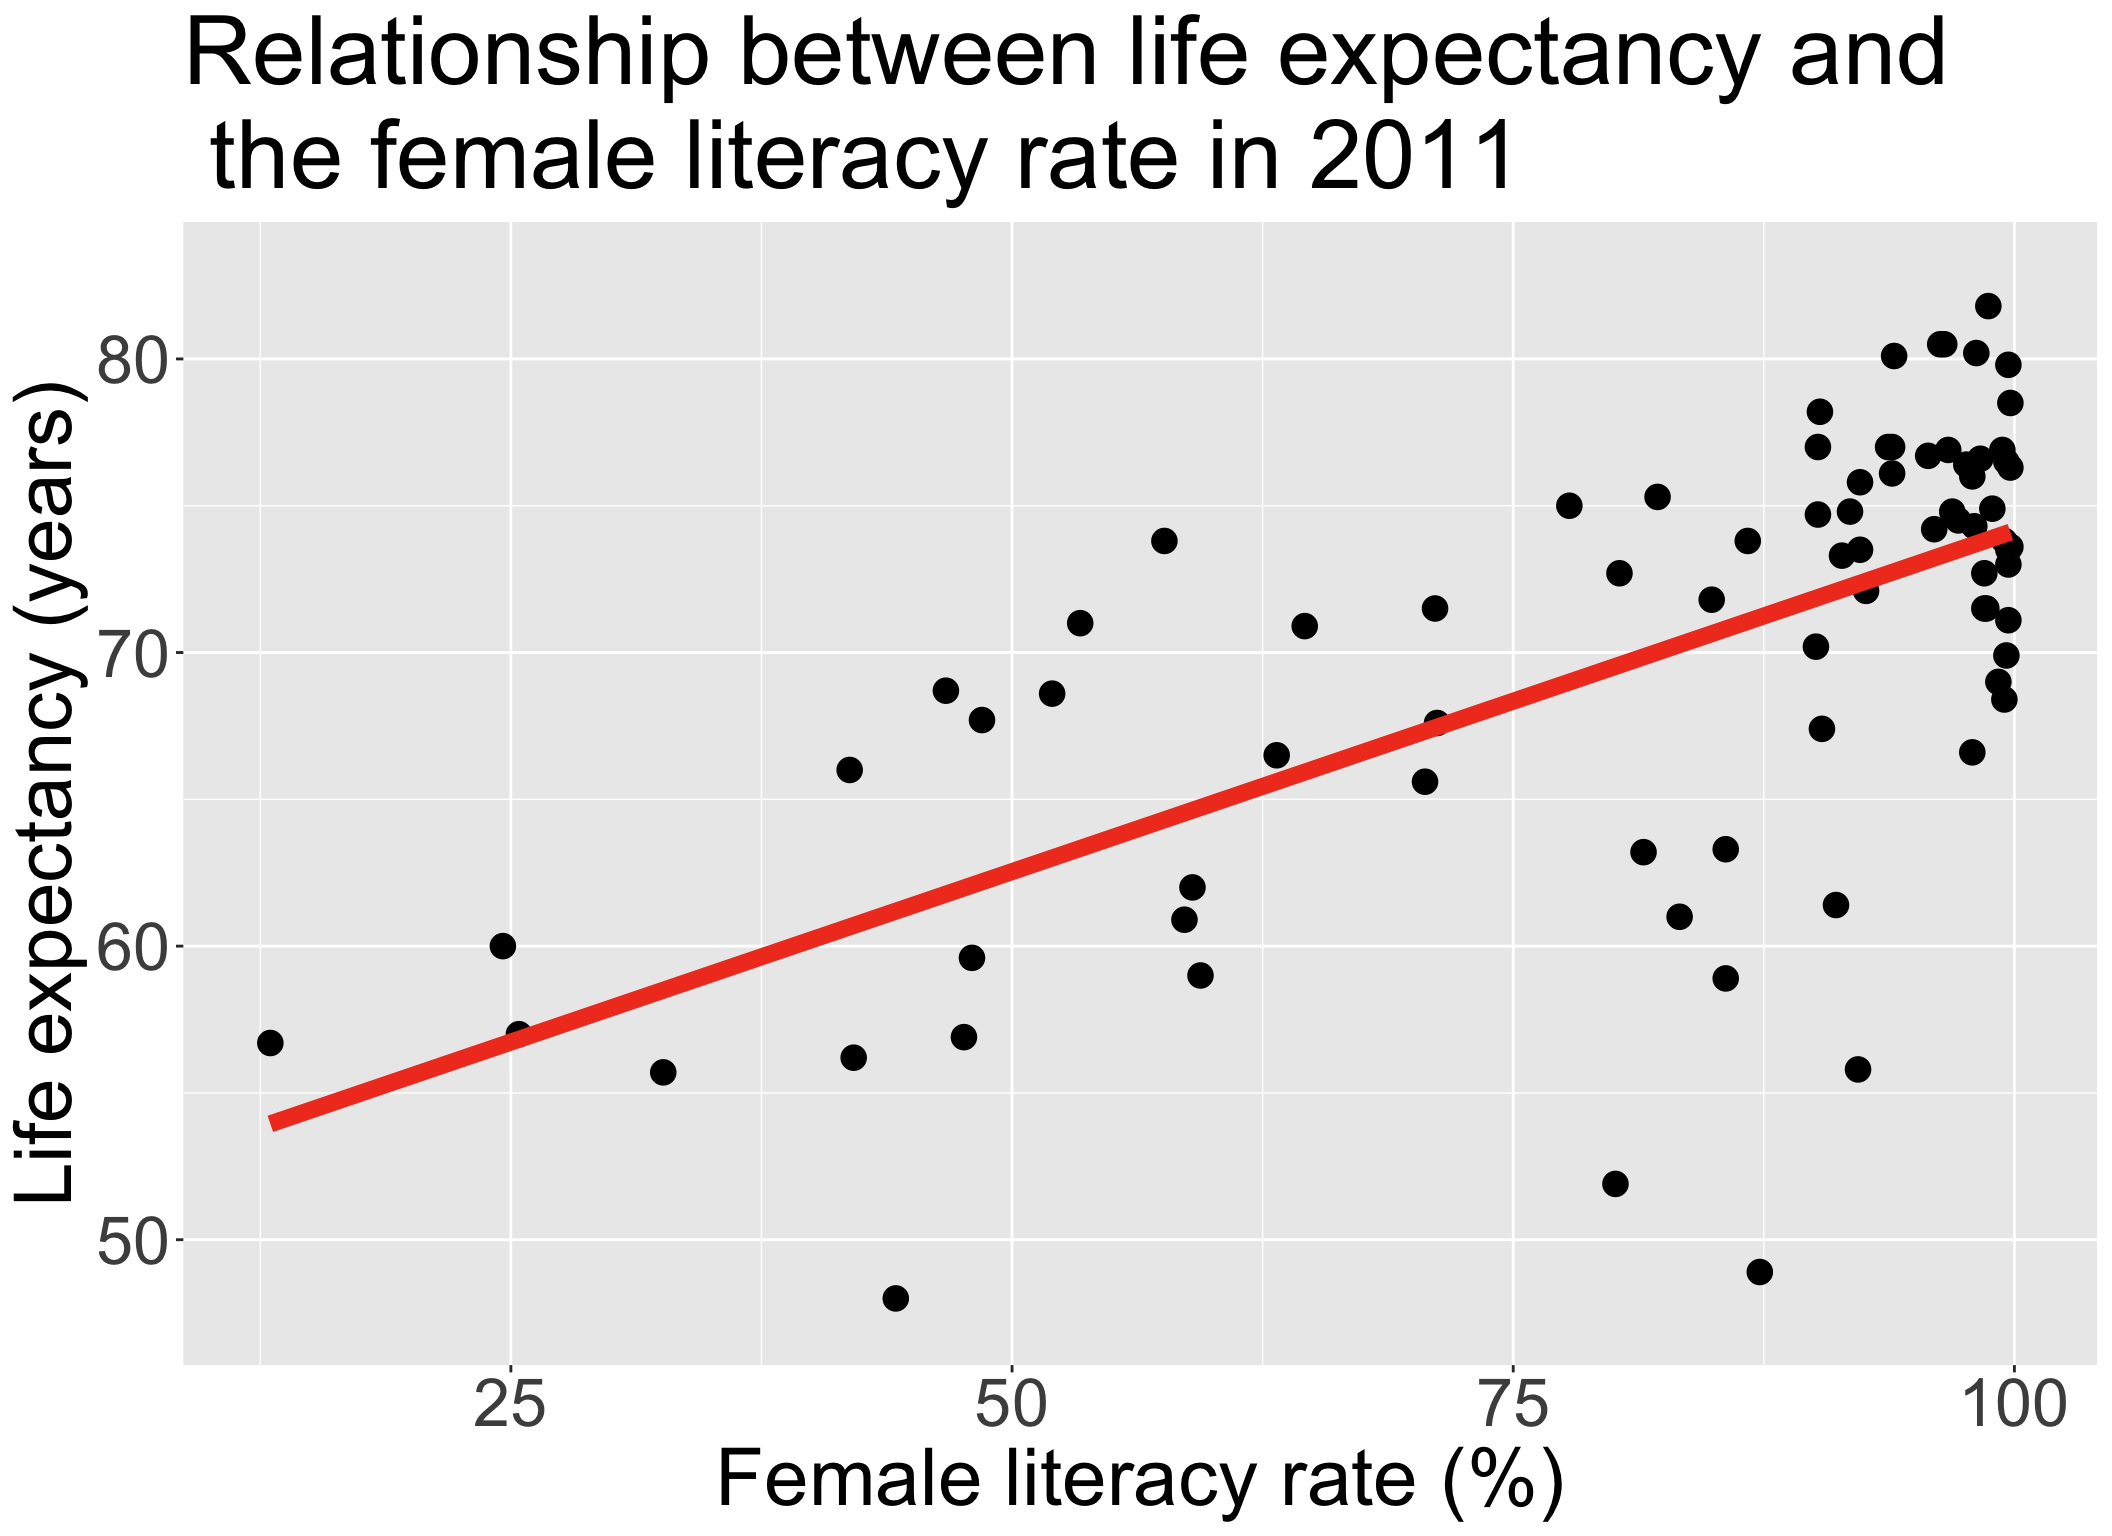 Relationship between life expectancy and
the female literacy rate in 2011
Life expectancy (years)
80
70
60
50
25 50 75 100
Female literacy rate (%)